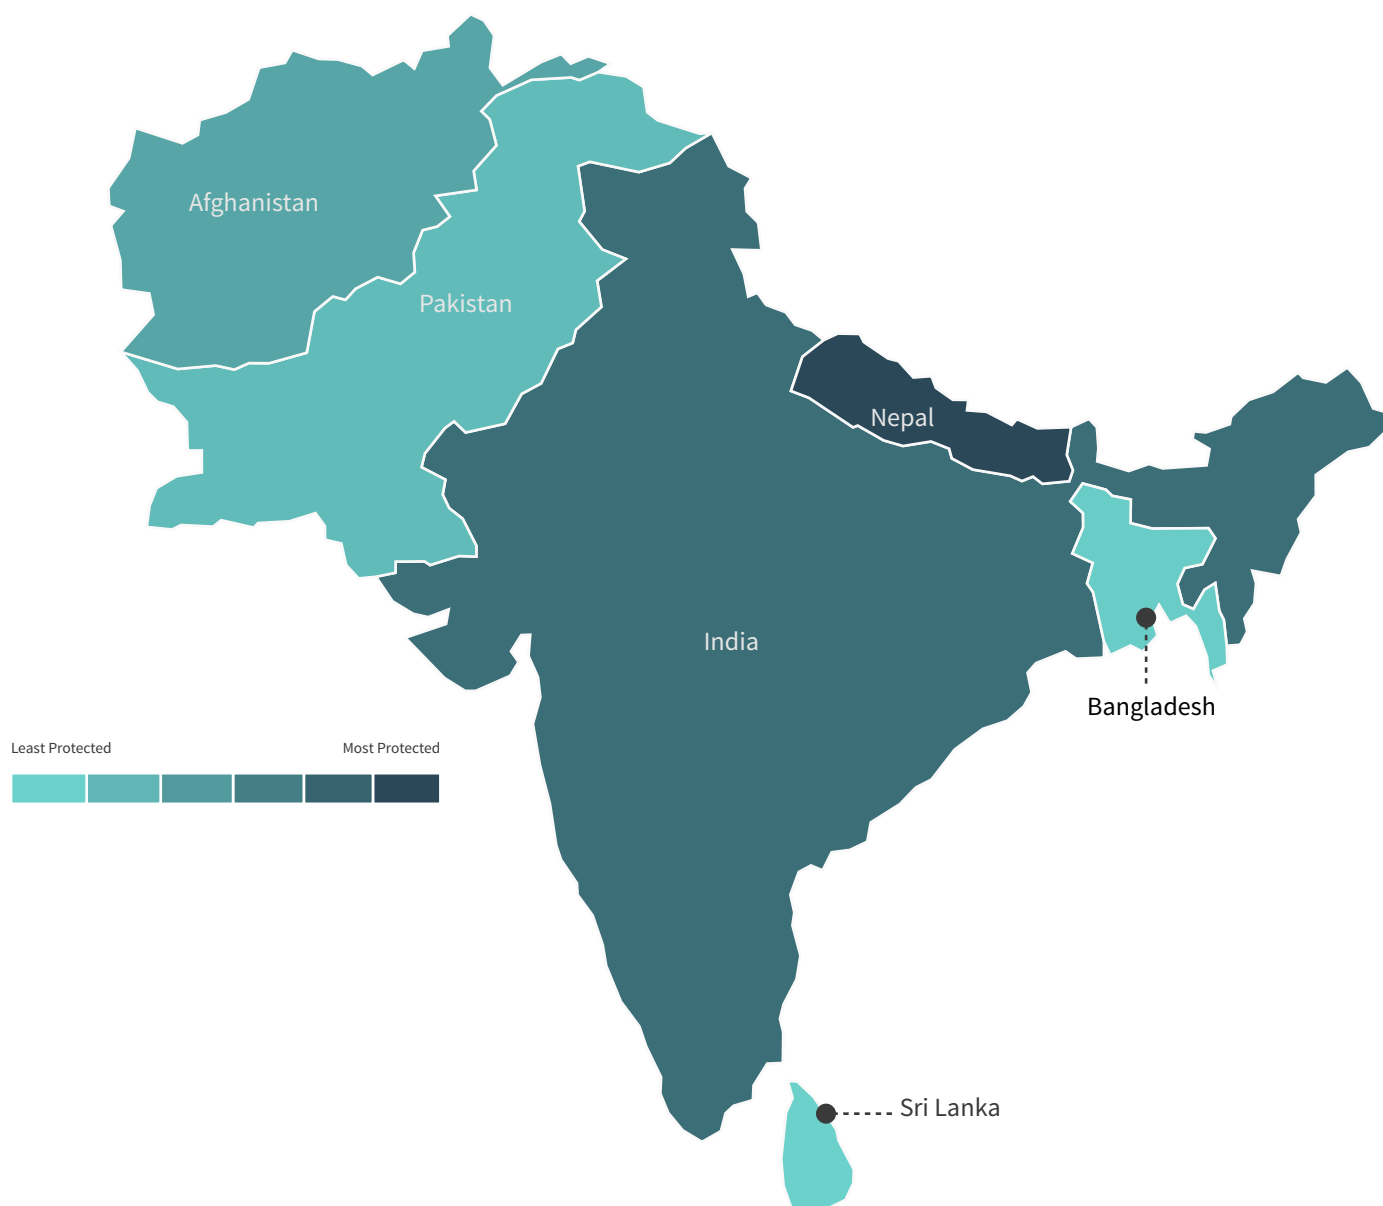 Afghanistan
Pakistan
Nepal
India
Bangladesh
Least Protected
Most Protected
Sri Lanka